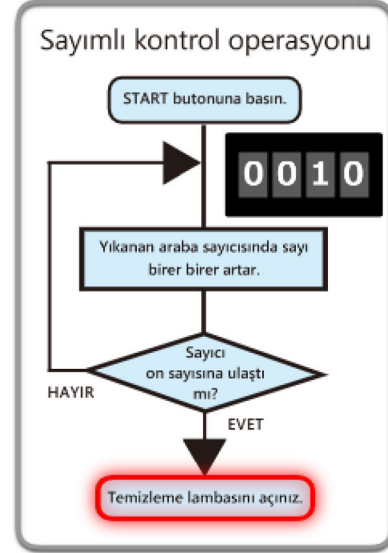 Sayımlı kontrol operasyonu
START butonuna basın.
0010
Yıkanan araba sayıcısında sayı
birer birer artar.
Sayıcı
on sayısına ulaştı
mı?
HAYIR
EVET
Temizleme lambasını açınız.